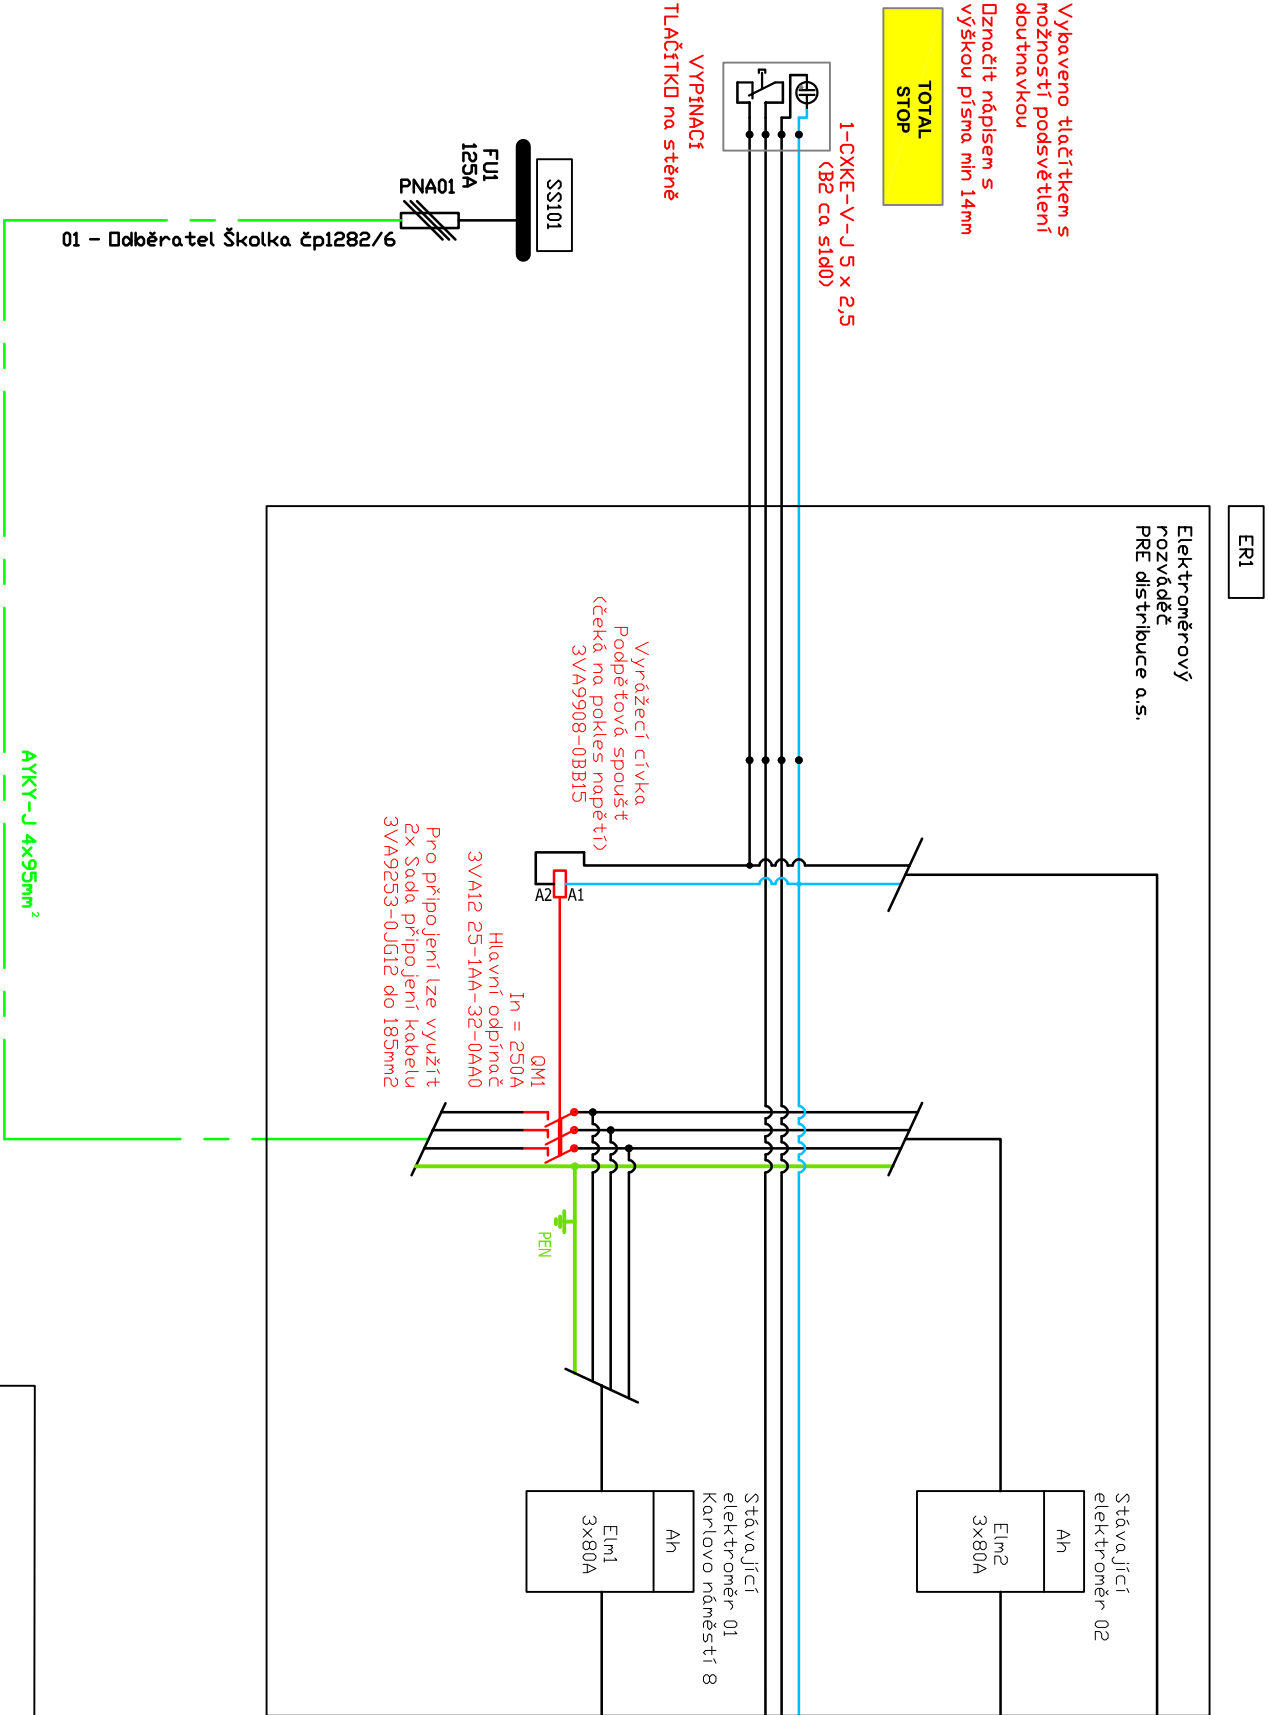 Vybaveno tlačítkem s
možností podsvětlení
doutnavkou
Označit nápisem s
výškou písma min 14mm
TOTAL
STOP
1-CXKE-V-J 5 x 2,5
(B2 ca s1d0)
VYPÍNACÍ
TLAČÍTKO na stěně
SS101
FU1
125A
PNA01
01 - Odběratel Školka čp1282/6
AYKY-J 4x95mm²
ER1
Elektroměrový
rozváděč
PRE distribuce a.s.
Vyrážecí cívka
Podpěťová spoušť
(čeká na pokles napětí)
3VA9908-0BB15
A2
A1
QM1
In = 250A
Hlavní odpínač
3VA12 25-1AA-32-0AA0
Pro připojení lze využít
2x Sada připojení kabelu
3VA9253-0JG12 do 185mm2
PEN
Stávající
elektroměr 02
Ah
Elm2
3x80A
Stávající
elektroměr 01
Karlovo náměstí 8
Ah
Elm1
3x80A